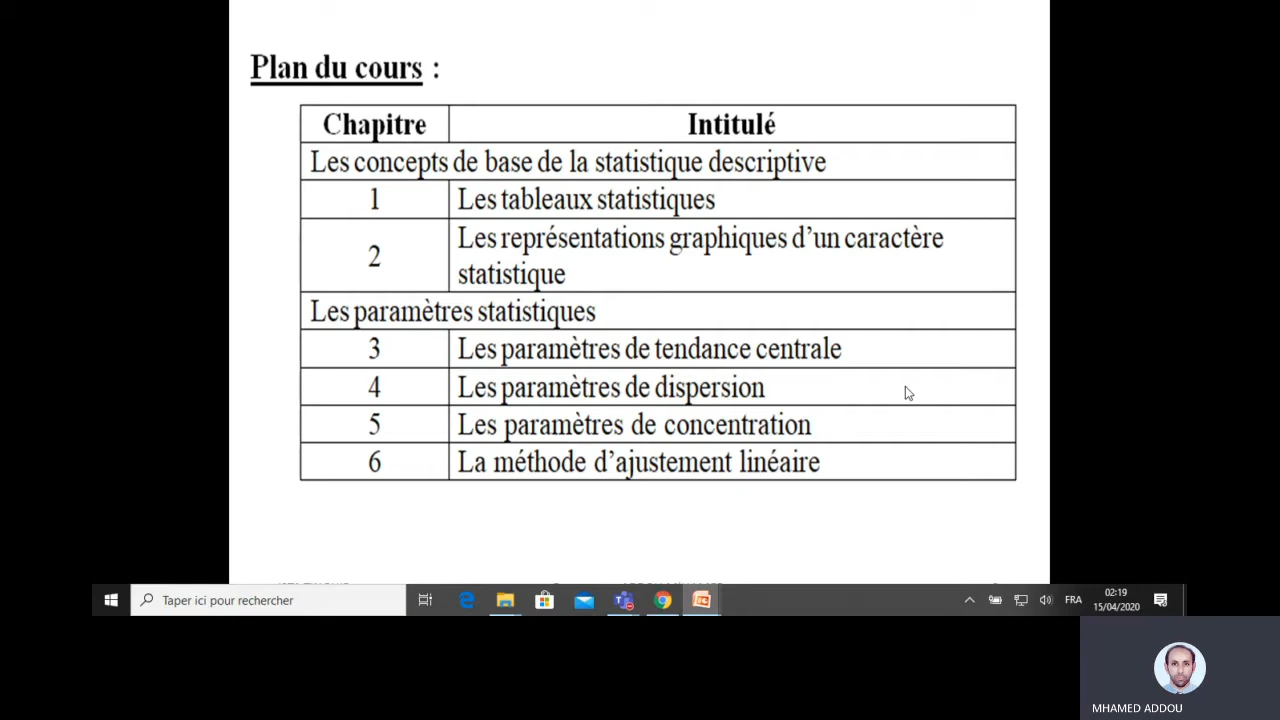 Plan du cours :
Chapitre Intitulé
Les concepts de base de la statistique descriptive
1 Les tableaux statistiques
2 Les représentations graphiques d’un caractère
statistique
Les paramètres statistiques
3 Les paramètres de tendance centrale
4 Les paramètres de dispersion
5 Les paramètres de concentration
6 La méthode d’ajustement linéaire
Taper ici pour rechercher
FRA
02:19
15/04/2020
MHAMED ADDOU